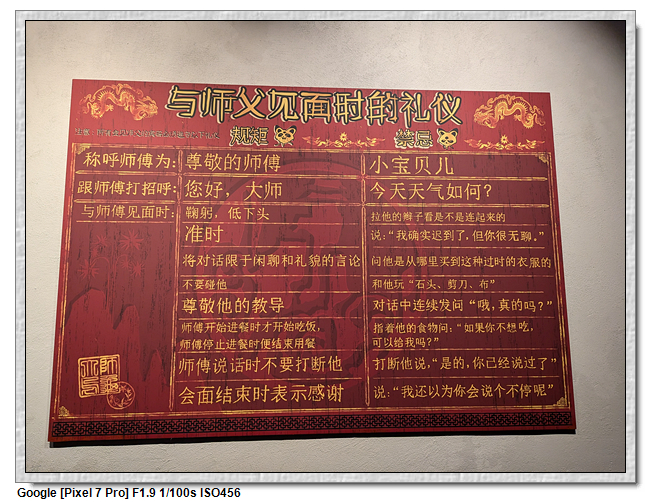 与师父见面时的礼仪
规矩 禁忌
称呼师傅为: 尊敬的师傅 小宝贝儿
跟师傅打招呼: 您好，大师 今天天气如何?
与师傅见面时: 鞠躬，低下头 拉他的辫子看是不是连起来的
准时 说:“我确实迟到了，但你很无聊。”
将对话限于闲聊和礼貌的言论 问他是从哪里买到这种过时的衣服的
不要碰他 和他玩“石头、剪刀、布”
尊敬他的教导 对话中连续发问“哦，真的吗?”
师傅开始进餐时才开始吃饭， 指着他的食物问:“如果你不想吃，
师傅停止进餐时便结束用餐 可以给我吗?”
师傅说话时不要打断他 打断他说，“是的，你已经说过了”
会面结束时表示感谢 说:“我还以为你会说个不停呢”
Google [Pixel 7 Pro] F1.9 1/100s ISO456